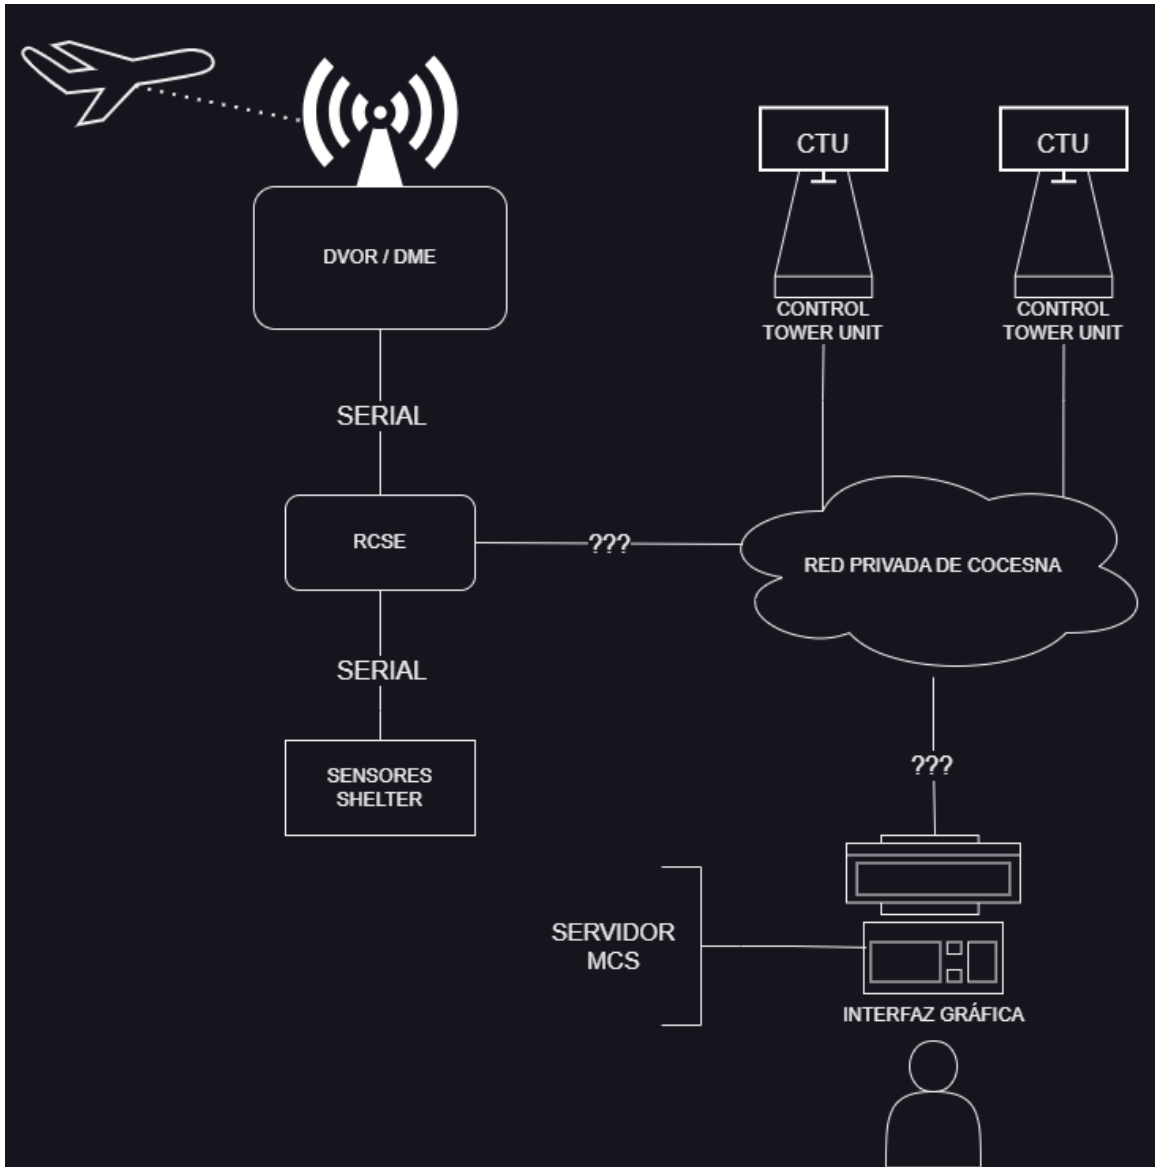 CTU
CTU
DVOR / DME
CONTROL
TOWER UNIT
CONTROL
TOWER UNIT
SERIAL
RCSE
???
RED PRIVADA DE COCESNA
SERIAL
SENSORES
SHELTER
???
SERVIDOR
MCS
INTERFAZ GRÁFICA